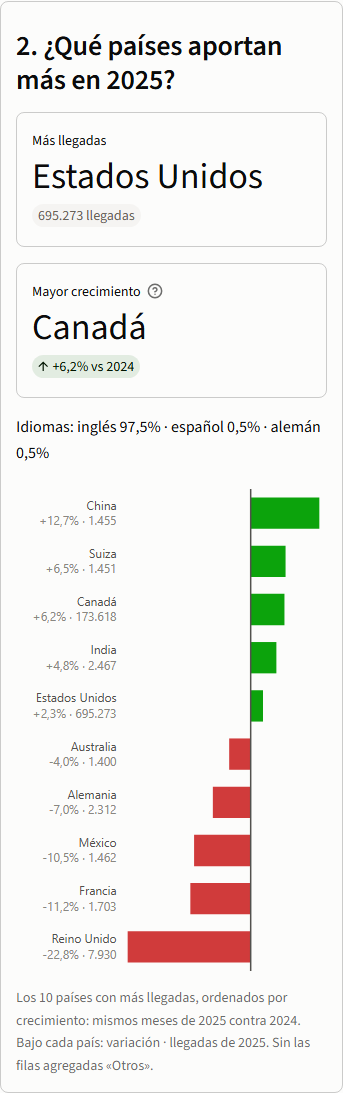 2. ¿Qué países aportan
más en 2025?
Más llegadas
Estados Unidos
695.273 llegadas
Mayor crecimiento ?
Canadá
↑ +6,2% vs 2024
Idiomas: inglés 97,5% · español 0,5% · alemán
0,5%
China
+12,7% · 1.455
Suiza
+6,5% · 1.451
Canadá
+6,2% · 173.618
India
+4,8% · 2.467
Estados Unidos
+2,3% · 695.273
Australia
-4,0% · 1.400
Alemania
-7,0% · 2.312
México
-10,5% · 1.462
Francia
-11,2% · 1.703
Reino Unido
-22,8% · 7.930
Los 10 países con más llegadas, ordenados por
crecimiento: mismos meses de 2025 contra 2024.
Bajo cada país: variación · llegadas de 2025. Sin las
filas agregadas «Otros».